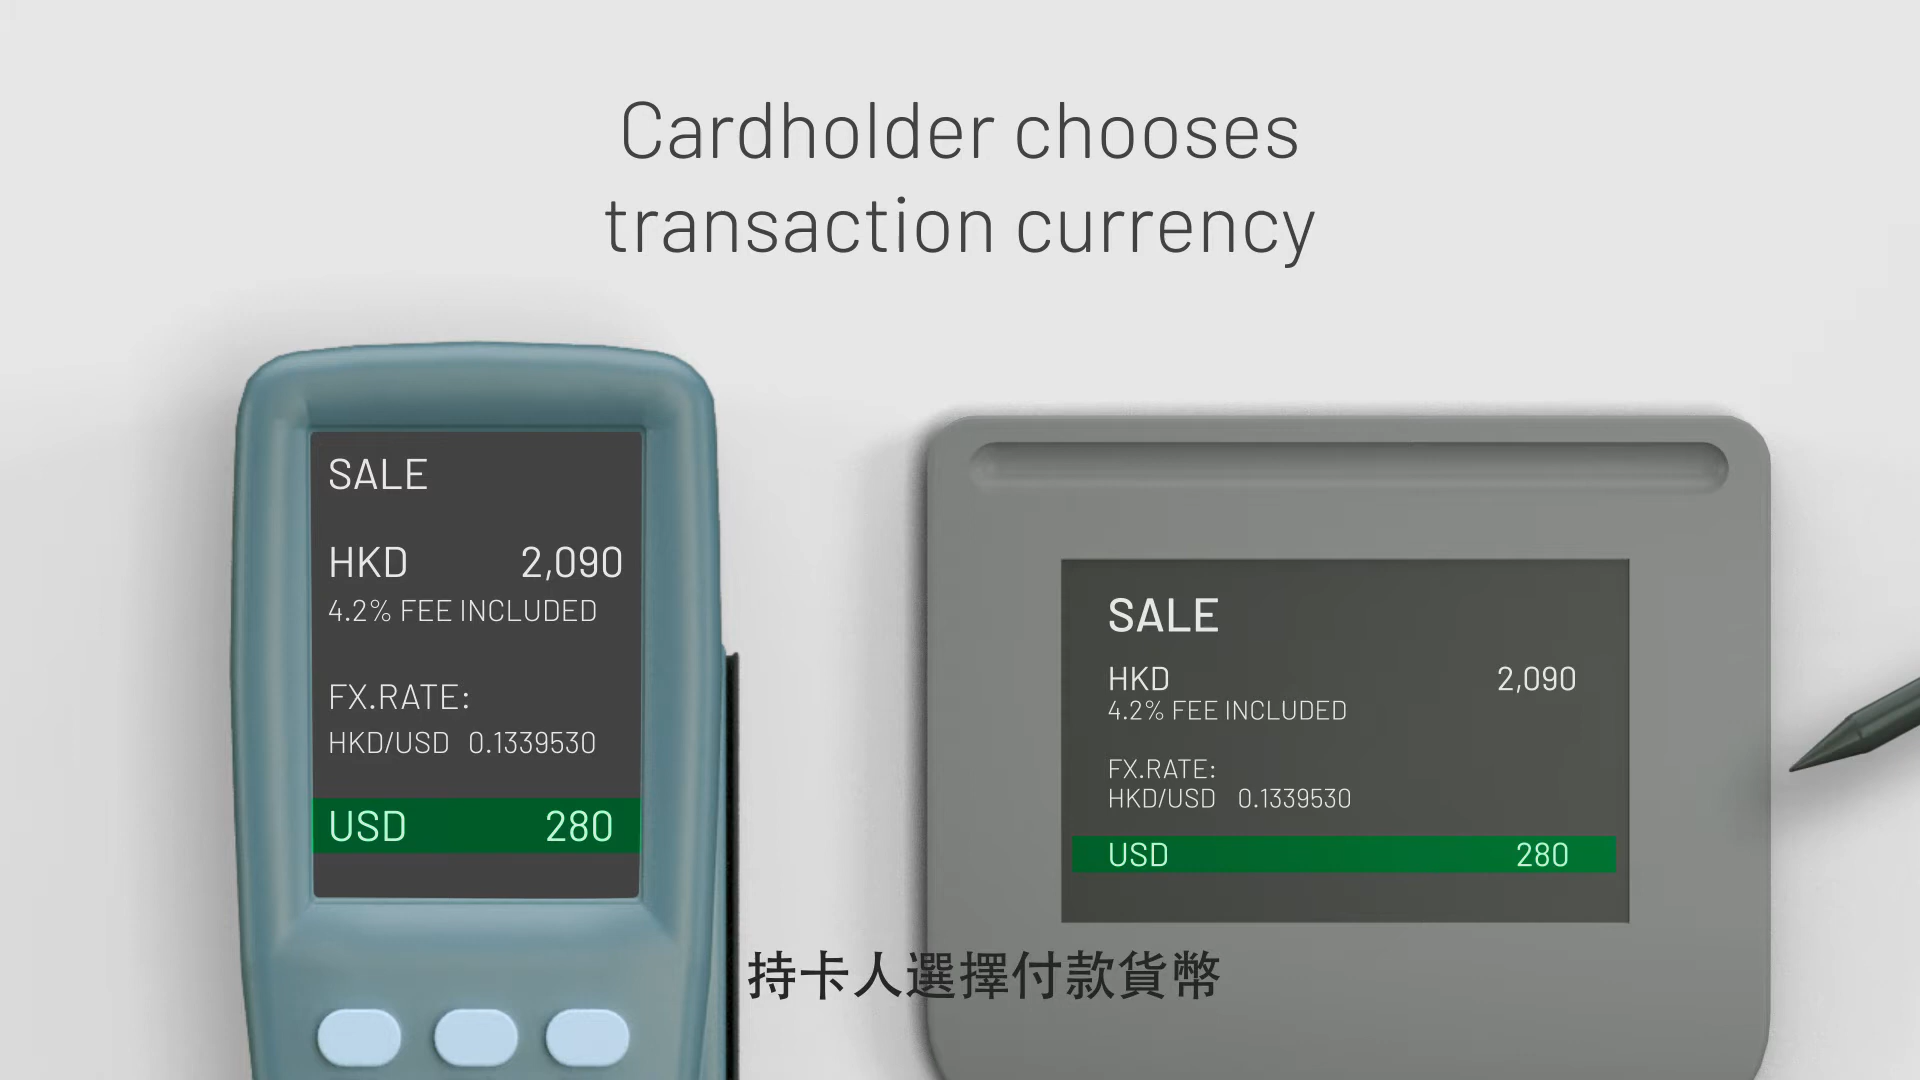 Cardholder chooses
transaction currency
SALE
HKD 2,090
4.2% FEE INCLUDED
FX.RATE:
HKD/USD 0.1339530
USD 280
SALE
HKD 2,090
4.2% FEE INCLUDED
FX.RATE:
HKD/USD 0.1339530
USD 280
持卡人選擇付款貨幣